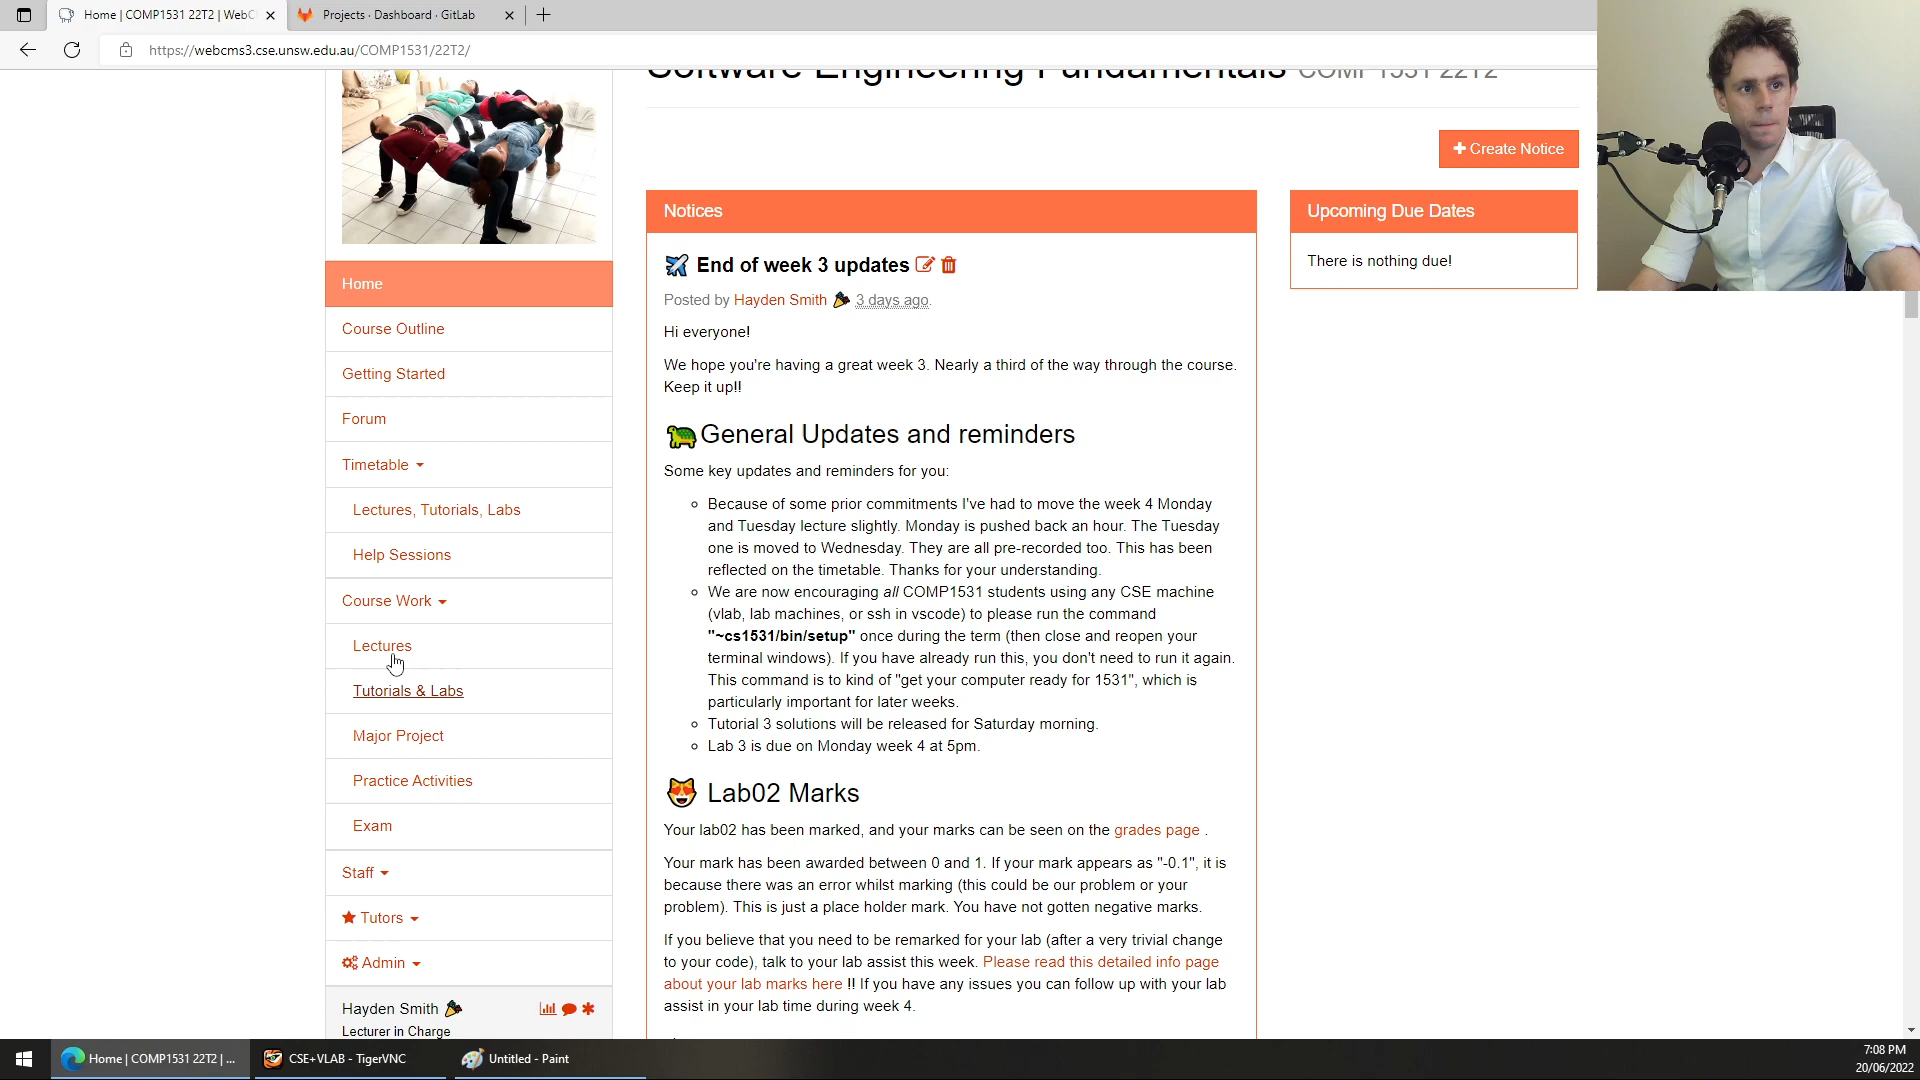 Home | COMP1531 22T2 | WebC
Projects · Dashboard · GitLab
https://webcms3.cse.unsw.edu.au/COMP1531/22T2/
Software Engineering Fundamentals COMP1531 22T2
Create Notice
Home
Course Outline
Getting Started
Forum
Timetable
Lectures, Tutorials, Labs
Help Sessions
Course Work
Lectures
Tutorials & Labs
Major Project
Practice Activities
Exam
Staff
Tutors
Admin
Hayden Smith
Lecturer in Charge
Notices
End of week 3 updates
Posted by Hayden Smith 3 days ago.
Hi everyone!
We hope you're having a great week 3. Nearly a third of the way through the course.
Keep it up!!
General Updates and reminders
Some key updates and reminders for you:
Because of some prior commitments I've had to move the week 4 Monday
and Tuesday lecture slightly. Monday is pushed back an hour. The Tuesday
one is moved to Wednesday. They are all pre-recorded too. This has been
reflected on the timetable. Thanks for your understanding.
We are now encouraging all COMP1531 students using any CSE machine
(vlab, lab machines, or ssh in vscode) to please run the command
"~cs1531/bin/setup" once during the term (then close and reopen your
terminal windows). If you have already run this, you don't need to run it again.
This command is to kind of "get your computer ready for 1531", which is
particularly important for later weeks.
Tutorial 3 solutions will be released for Saturday morning.
Lab 3 is due on Monday week 4 at 5pm.
Lab02 Marks
Your lab02 has been marked, and your marks can be seen on the grades page .
Your mark has been awarded between 0 and 1. If your mark appears as "-0.1", it is
because there was an error whilst marking (this could be our problem or your
problem). This is just a place holder mark. You have not gotten negative marks.
If you believe that you need to be remarked for your lab (after a very trivial change
to your code), talk to your lab assist this week. Please read this detailed info page
about your lab marks here !! If you have any issues you can follow up with your lab
assist in your lab time during week 4.
Upcoming Due Dates
There is nothing due!
Home | COMP1531 22T2 | ...
CSE+VLAB - TigerVNC
Untitled - Paint
7:08 PM
20/06/2022